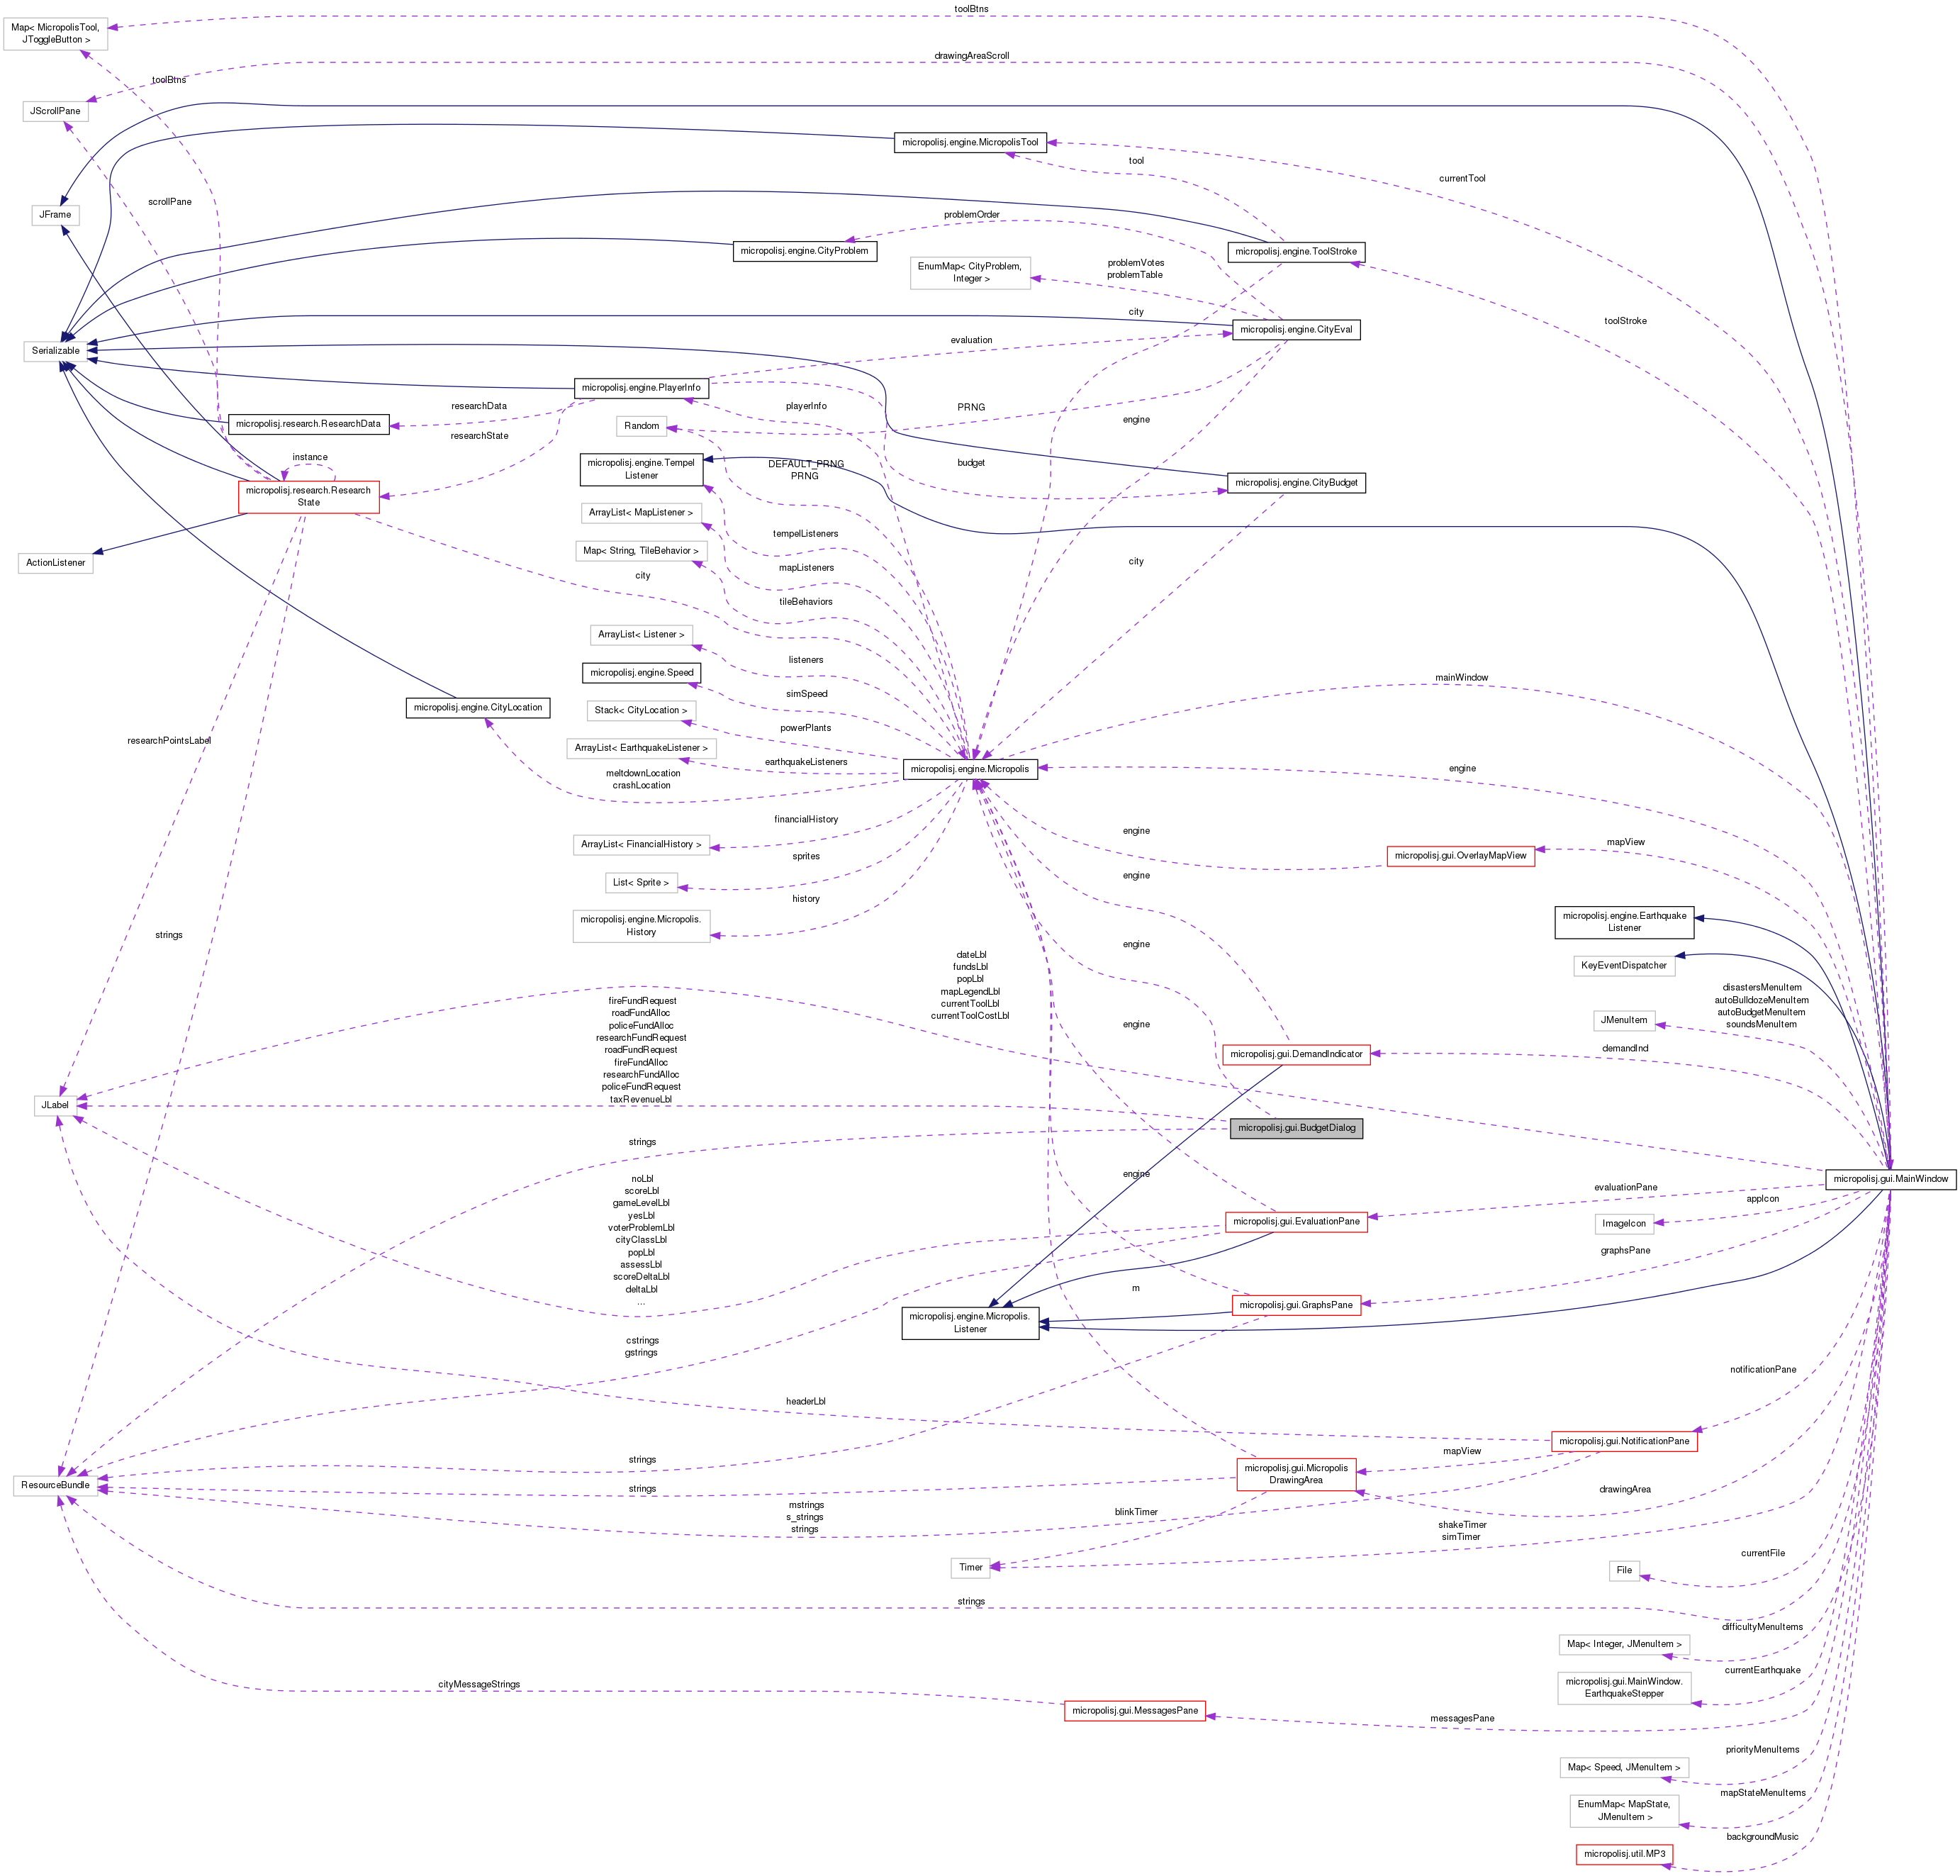 toolBtns
Map< MicropolisTool,
JToggleButton >
drawingAreaScroll
toolBtns
JScrollPane
micropolisj.engine.MicropolisTool
tool
currentTool
scrollPane
JFrame
problemOrder
micropolisj.engine.CityProblem
micropolisj.engine.ToolStroke
EnumMap< CityProblem,
Integer >
problemVotes
problemTable
city
toolStroke
micropolisj.engine.CityEval
evaluation
Serializable
micropolisj.engine.PlayerInfo
researchData
playerInfo
PRNG
engine
micropolisj.research.ResearchData
Random
researchState
instance
micropolisj.engine.Tempel
Listener
DEFAULT_PRNG
PRNG
budget
micropolisj.engine.CityBudget
micropolisj.research.Research
State
ArrayList< MapListener >
tempelListeners
Map< String, TileBehavior >
mapListeners
city
ActionListener
city
tileBehaviors
ArrayList< Listener >
listeners
micropolisj.engine.Speed
mainWindow
simSpeed
micropolisj.engine.CityLocation
Stack< CityLocation >
powerPlants
researchPointsLabel
ArrayList< EarthquakeListener >
earthquakeListeners
micropolisj.engine.Micropolis
engine
meltdownLocation
crashLocation
financialHistory
ArrayList< FinancialHistory >
engine
mapView
micropolisj.gui.OverlayMapView
sprites
List< Sprite >
engine
history
micropolisj.engine.Micropolis.
History
micropolisj.engine.Earthquake
Listener
strings
engine
KeyEventDispatcher
dateLbl
fundsLbl
popLbl
mapLegendLbl
currentToolLbl
currentToolCostLbl
disastersMenuItem
autoBulldozeMenuItem
autoBudgetMenuItem
soundsMenuItem
JMenuItem
fireFundRequest
roadFundAlloc
policeFundAlloc
researchFundRequest
roadFundRequest
fireFundAlloc
researchFundAlloc
policeFundRequest
taxRevenueLbl
engine
demandInd
micropolisj.gui.DemandIndicator
JLabel
micropolisj.gui.BudgetDialog
strings
engine
micropolisj.gui.MainWindow
noLbl
scoreLbl
gameLevelLbl
yesLbl
voterProblemLbl
cityClassLbl
popLbl
assessLbl
scoreDeltaLbl
deltaLbl
...
evaluationPane
appIcon
micropolisj.gui.EvaluationPane
ImageIcon
graphsPane
m
micropolisj.gui.GraphsPane
micropolisj.engine.Micropolis.
Listener
cstrings
gstrings
notificationPane
headerLbl
micropolisj.gui.NotificationPane
strings
mapView
micropolisj.gui.Micropolis
DrawingArea
ResourceBundle
strings
drawingArea
mstrings
s_strings
strings
blinkTimer
shakeTimer
simTimer
currentFile
Timer
File
strings
difficultyMenuItems
Map< Integer, JMenuItem >
currentEarthquake
micropolisj.gui.MainWindow.
EarthquakeStepper
cityMessageStrings
micropolisj.gui.MessagesPane
messagesPane
priorityMenuItems
Map< Speed, JMenuItem >
mapStateMenuItems
EnumMap< MapState,
JMenuItem >
backgroundMusic
micropolisj.util.MP3